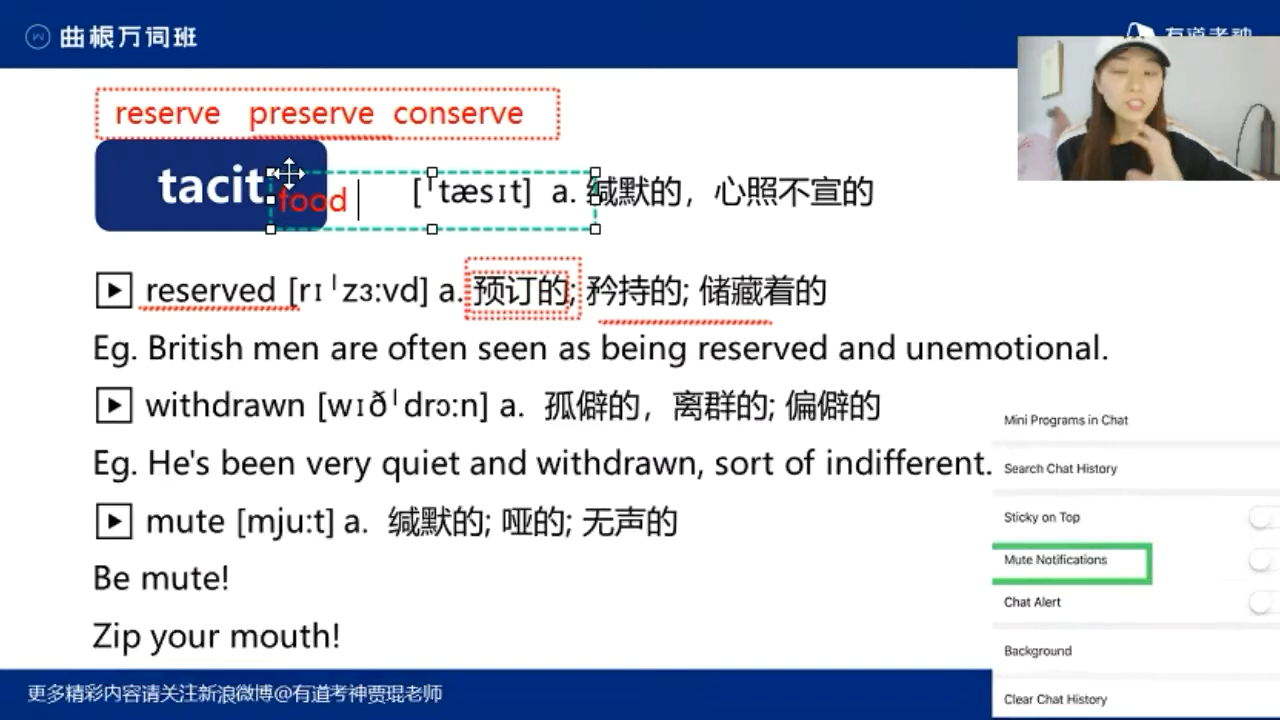 曲根万词班
有道考神
reserve preserve conserve
tacit
food
[ˈtæsɪt] a. 缄默的，心照不宣的
reserved [rɪˈzɜ:vd] a. 预订的; 矜持的; 储藏着的
Eg. British men are often seen as being reserved and unemotional.
withdrawn [wɪðˈdrɔ:n] a. 孤僻的，离群的; 偏僻的
Eg. He's been very quiet and withdrawn, sort of indifferent.
mute [mju:t] a. 缄默的; 哑的; 无声的
Be mute!
Zip your mouth!
Mini Programs in Chat
Search Chat History
Sticky on Top
Mute Notifications
Chat Alert
Background
Clear Chat History
更多精彩内容请关注新浪微博@有道考神贾琨老师